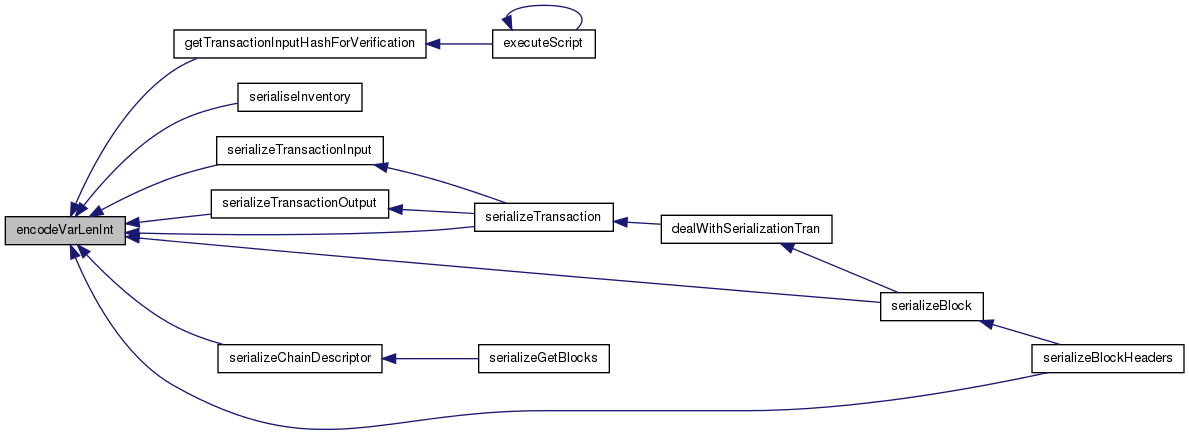 getTransactionInputHashForVerification
executeScript
serialiseInventory
serializeTransactionInput
serializeTransactionOutput
serializeTransaction
encodeVarLenInt
dealWithSerializationTran
serializeBlock
serializeChainDescriptor
serializeGetBlocks
serializeBlockHeaders